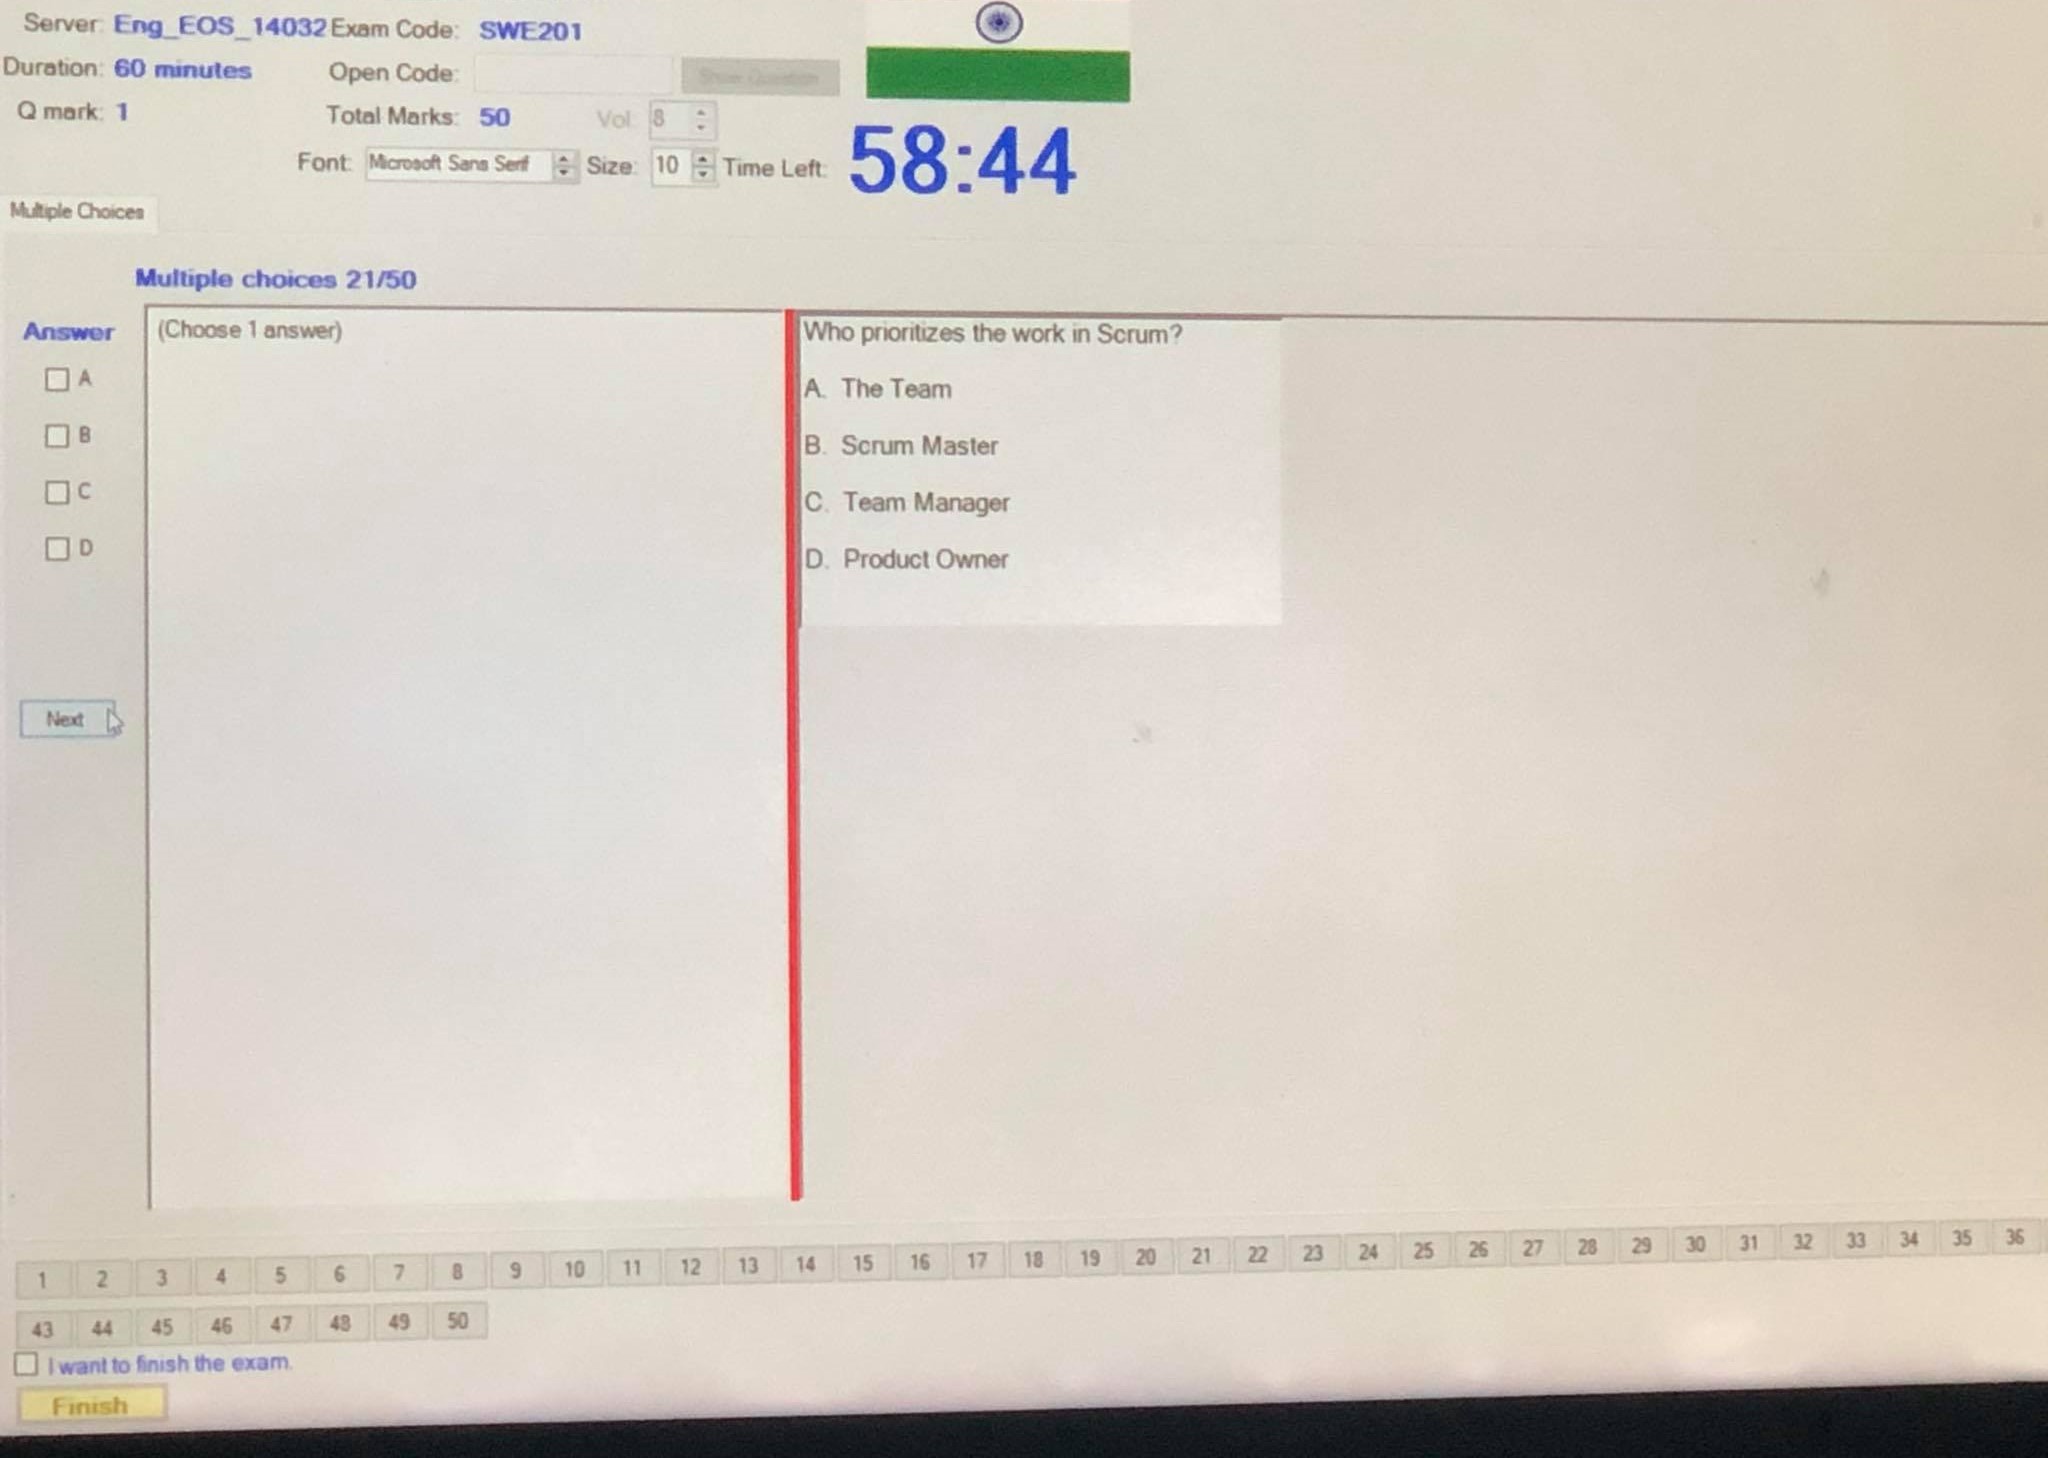 Server: Eng_EOS_14032 Exam Code: SWE201
Duration: 60 minutes Open Code:
Q mark: 1 Total Marks: 50 Vol: 8
Font: Microsoft Sans Serif Size: 10 Time Left: 58:44
Multiple Choices
Multiple choices 21/50
Answer
A
B
C
D
Next
(Choose 1 answer)
Who prioritizes the work in Scrum?
A. The Team
B. Scrum Master
C. Team Manager
D. Product Owner
1 2 3 4 5 6 7 8 9 10 11 12 13 14 15 16 17 18 19 20 21 22 23 24 25 26 27 28 29 30 31 32 33 34 35 36
43 44 45 46 47 48 49 50
I want to finish the exam.
Finish